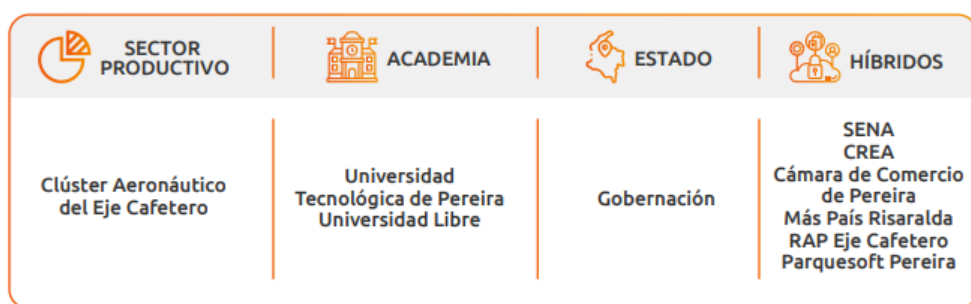 SECTOR
PRODUCTIVO
ACADEMIA
ESTADO
HÍBRIDOS
Clúster Aeronáutico
del Eje Cafetero
Universidad
Tecnológica de Pereira
Universidad Libre
Gobernación
SENA
CREA
Cámara de Comercio
de Pereira
Más País Risaralda
RAP Eje Cafetero
Parquesoft Pereira